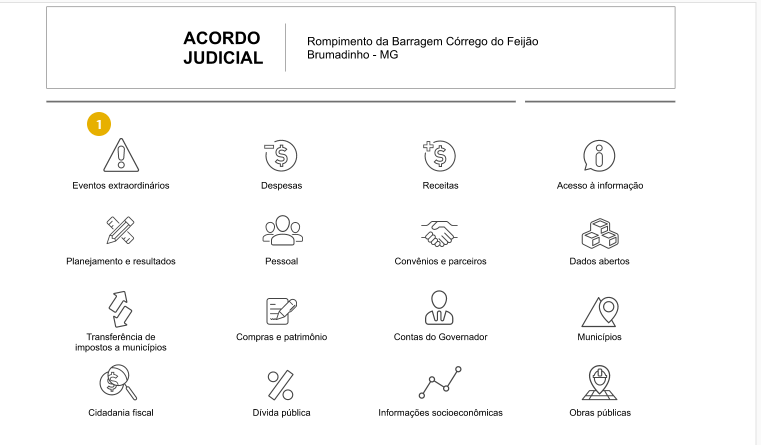 ACORDO
JUDICIAL
Rompimento da Barragem Córrego do Feijão
Brumadinho - MG
1
Eventos extraordinários
Despesas
Receitas
Acesso à informação
Planejamento e resultados
Pessoal
Convênios e parceiros
Dados abertos
Transferência de
impostos a municípios
Compras e patrimônio
Contas do Governador
Municípios
Cidadania fiscal
Dívida pública
Informações socioeconômicas
Obras públicas